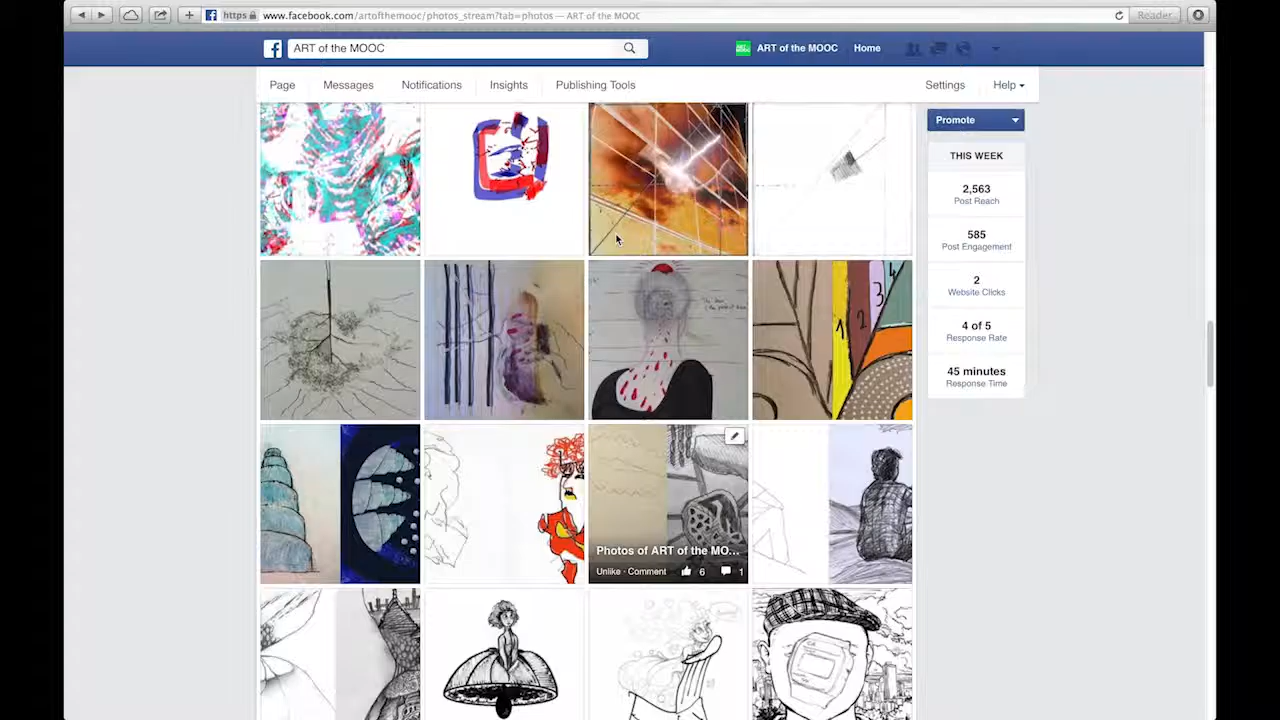 https www.facebook.com/artofthemooc/photos_stream?tab=photos — ART of the MOOC
Reader
ART of the MOOC
ART of the MOOC Home
Page Messages Notifications Insights Publishing Tools Settings Help
Promote
THIS WEEK
2,563
Post Reach
585
Post Engagement
2
Website Clicks
4 of 5
Response Rate
45 minutes
Response Time
1 2 3 4
Photos of ART of the MO...
Unlike · Comment 6 1